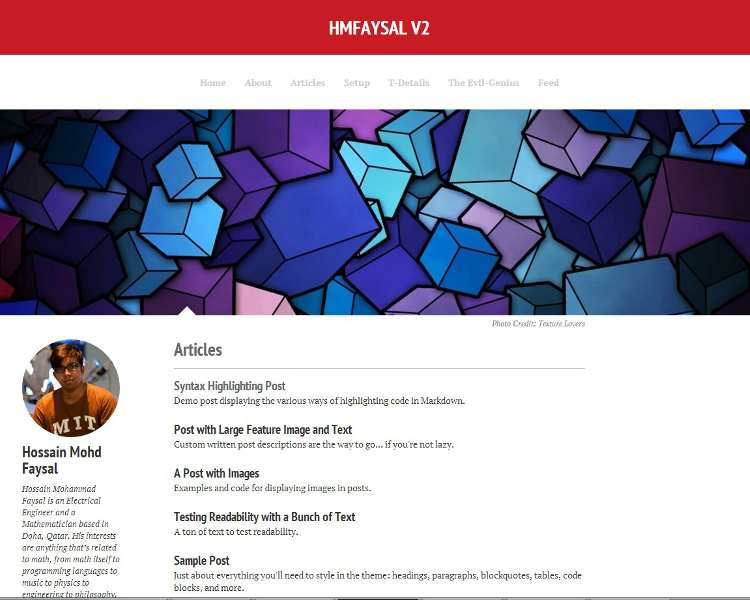 HMFAYSAL V2
Home About Articles Setup T-Details The Evil-Genius Feed
Photo Credit: Texture Lovers
MIT
Hossain Mohd
Faysal
Hossain Mohammad
Faysal is an Electrical
Engineer and a
Mathematician based in
Doha, Qatar. His interests
are anything that's related
to math, from math itself to
programming languages to
music to physics to
engineering to philosophy.
Articles
Syntax Highlighting Post
Demo post displaying the various ways of highlighting code in Markdown.
Post with Large Feature Image and Text
Custom written post descriptions are the way to go... if you're not lazy.
A Post with Images
Examples and code for displaying images in posts.
Testing Readability with a Bunch of Text
A ton of text to test readability.
Sample Post
Just about everything you'll need to style in the theme: headings, paragraphs, blockquotes, tables, code
blocks, and more.